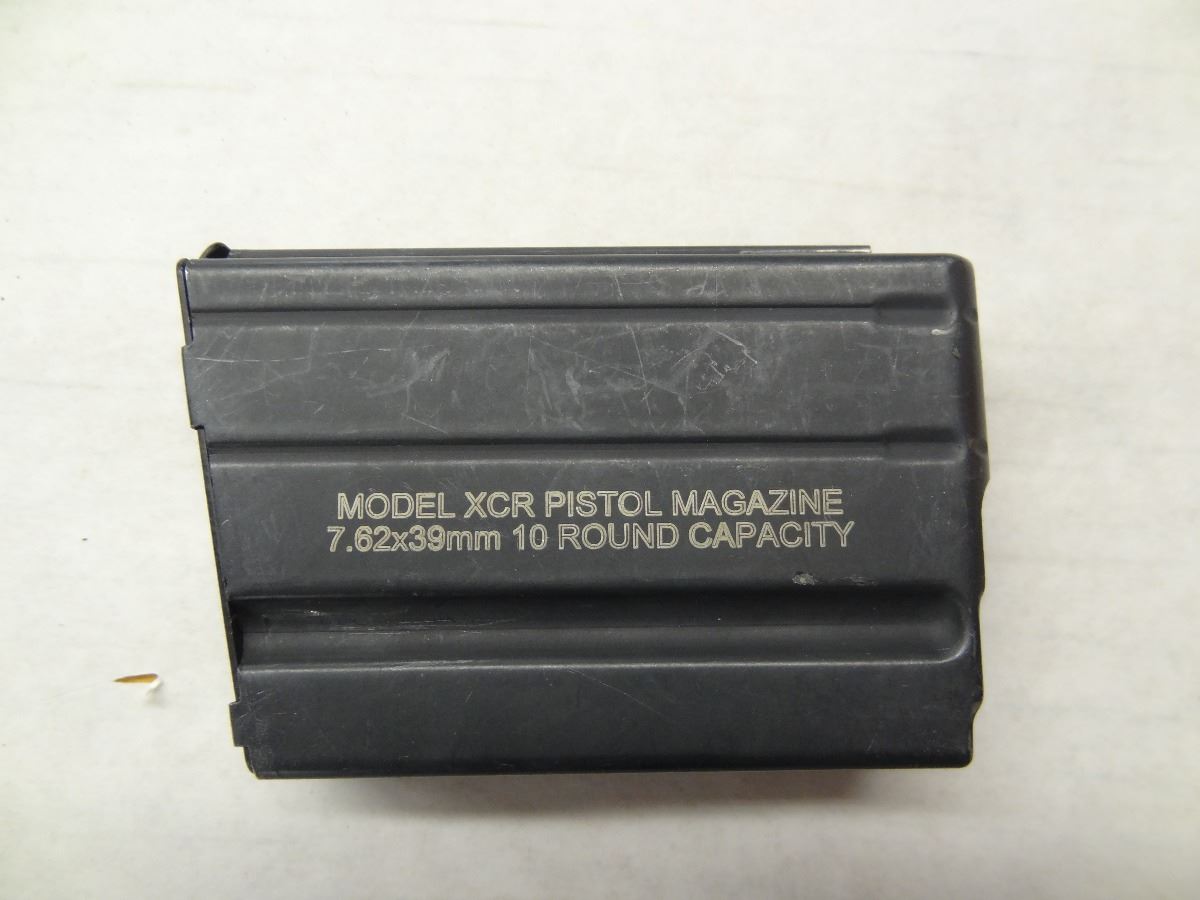 MODEL XCR PISTOL MAGAZINE
7.62x39mm 10 ROUND CAPACITY